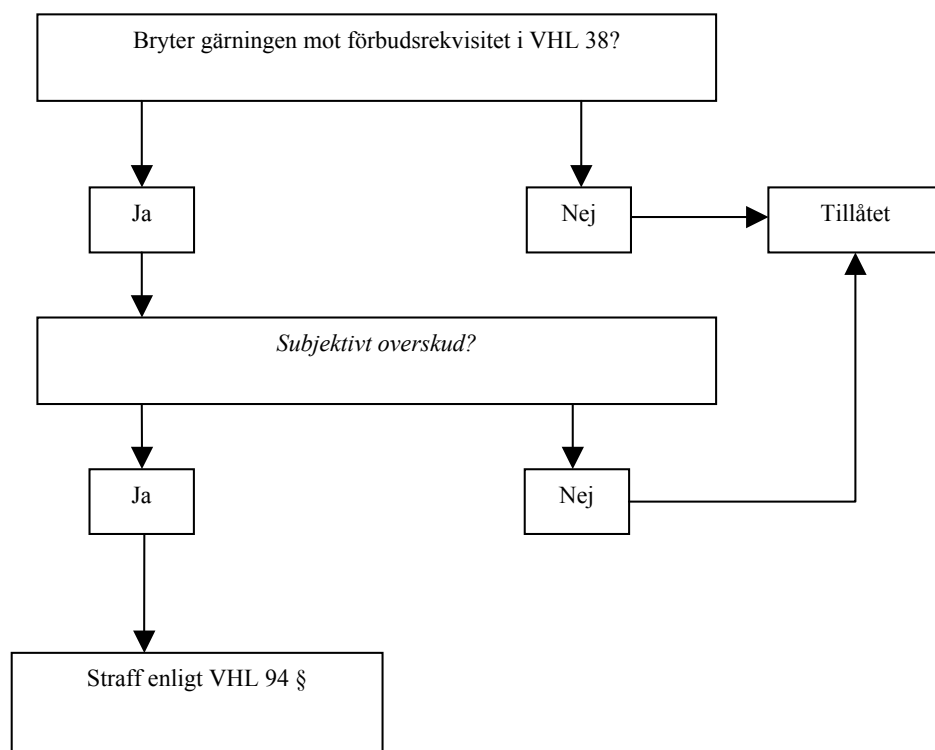 Bryter gärningen mot förbudsrekvisitet i VHL 38?
Ja
Nej
Tillåtet
Subjektivt overskud?
Ja
Nej
Straff enligt VHL 94 §